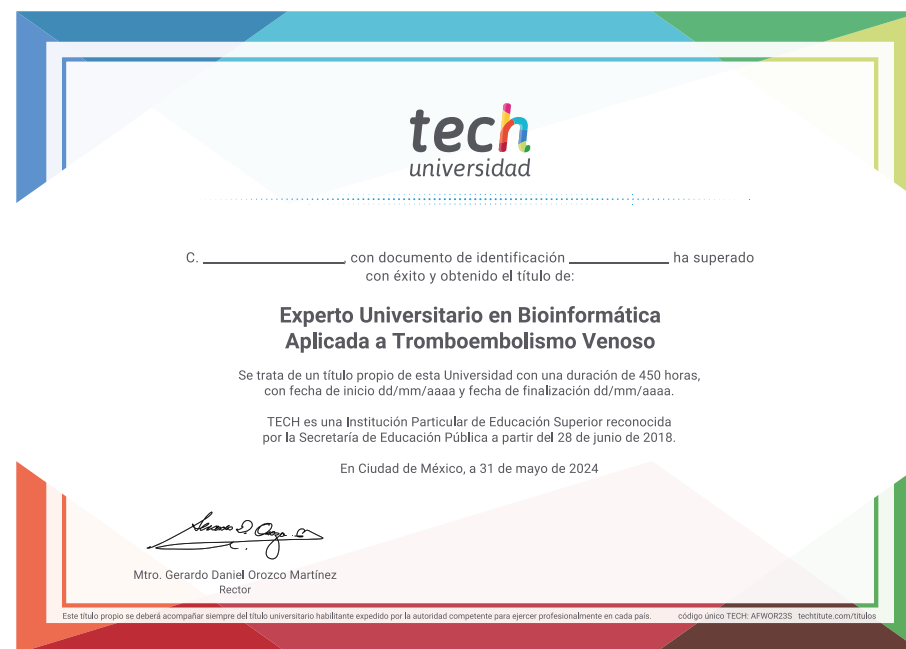 tech
universidad
C. ____________, con documento de identificación ____________ ha superado
con éxito y obtenido el título de:
Experto Universitario en Bioinformática
Aplicada a Tromboembolismo Venoso
Se trata de un título propio de esta Universidad con una duración de 450 horas,
con fecha de inicio dd/mm/aaaa y fecha de finalización dd/mm/aaaa.
TECH es una Institución Particular de Educación Superior reconocida
por la Secretaría de Educación Pública a partir del 28 de junio de 2018.
En Ciudad de México, a 31 de mayo de 2024
Mtro. Gerardo Daniel Orozco Martínez
Rector
Este título propio se deberá acompañar siempre del título universitario habilitante expedido por la autoridad competente para ejercer profesionalmente en cada país. código único TECH: AFWOR23S techtitute.com/titulos